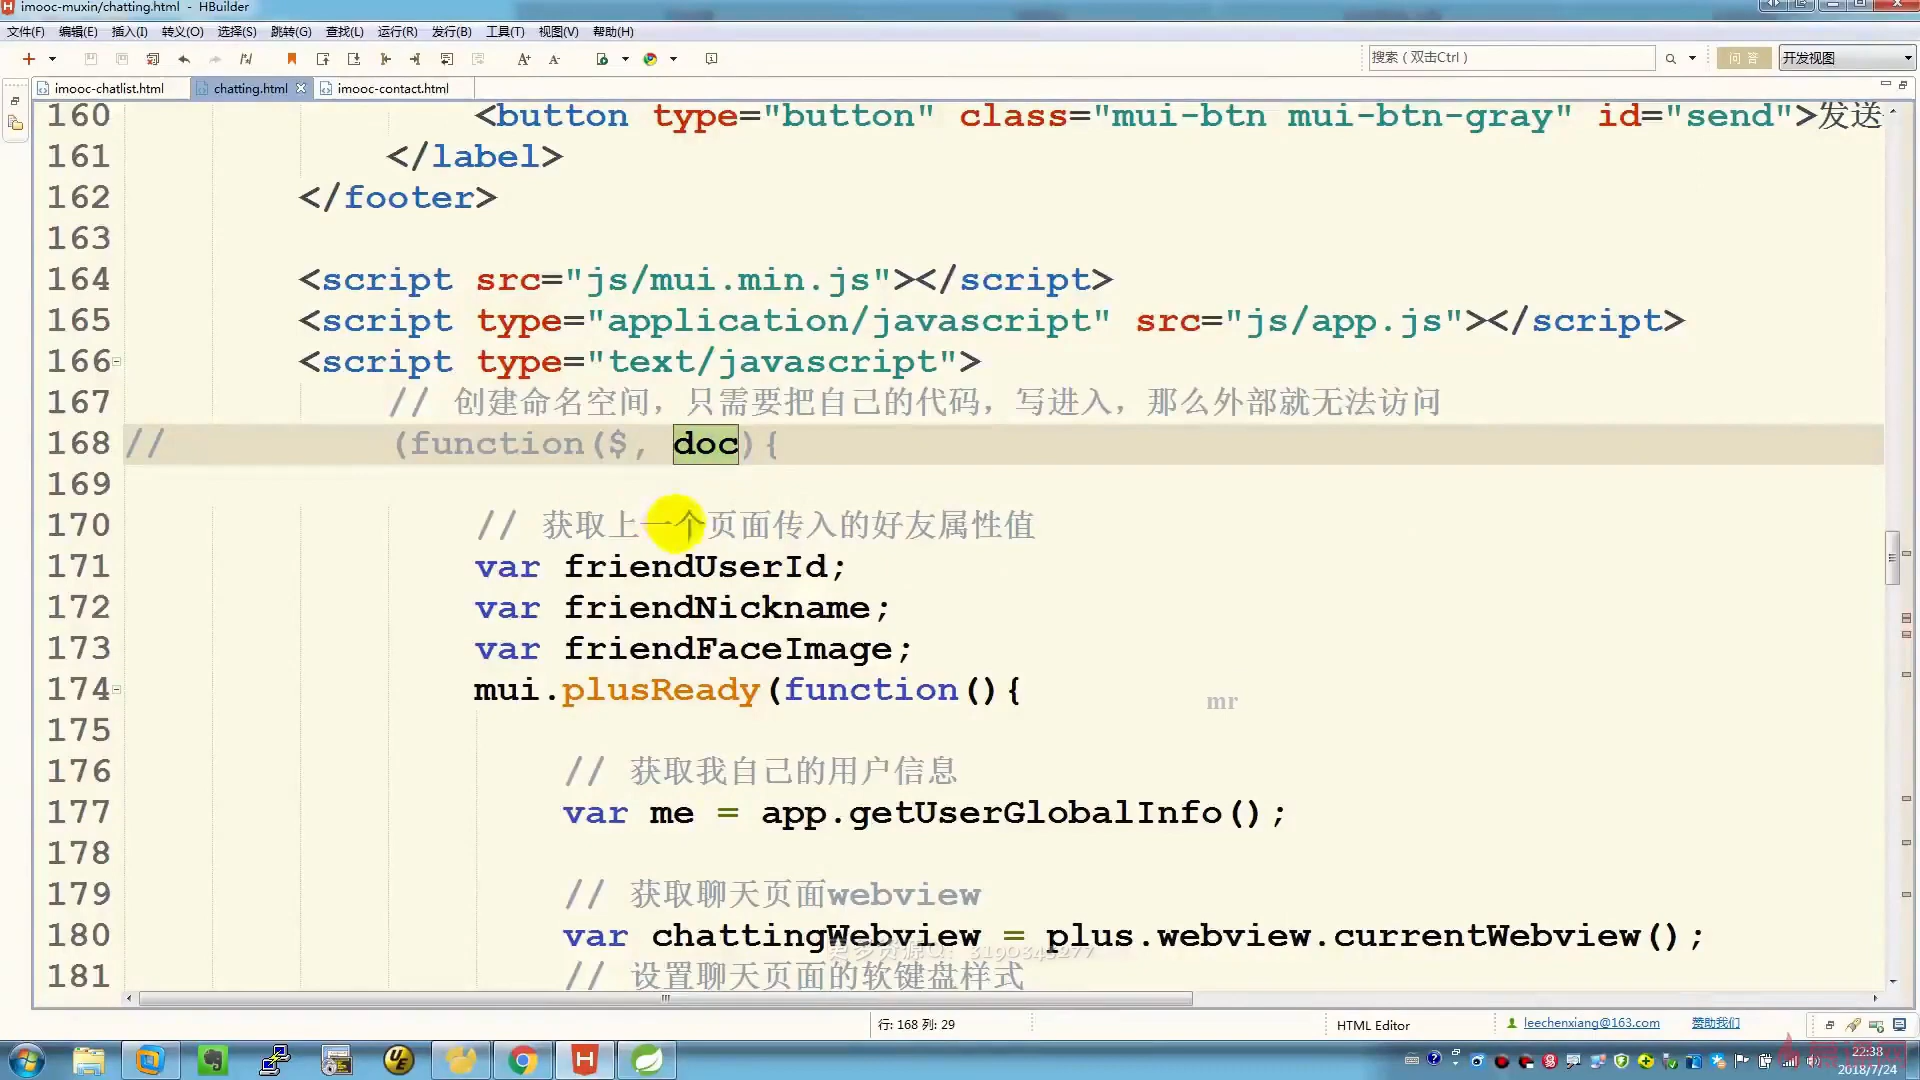 imooc-muxin/chatting.html - HBuilder
文件(F) 编辑(E) 插入(I) 转义(O) 选择(S) 跳转(G) 查找(L) 运行(R) 发行(B) 工具(T) 视图(V) 帮助(H)
搜索（双击Ctrl） 问答 开发视图
imooc-chatlist.html chatting.html imooc-contact.html
160 <button type="button" class="mui-btn mui-btn-gray" id="send">发送
161 </label>
162 </footer>
163
164 <script src="js/mui.min.js"></script>
165 <script type="application/javascript" src="js/app.js"></script>
166 <script type="text/javascript">
167 // 创建命名空间，只需要把自己的代码，写进入，那么外部就无法访问
168 // (function($, doc){
169
170 // 获取上一个页面传入的好友属性值
171 var friendUserId;
172 var friendNickname;
173 var friendFaceImage;
174 mui.plusReady(function(){
mr
175
176 // 获取我自己的用户信息
177 var me = app.getUserGlobalInfo();
178
179 // 获取聊天页面webview
180 var chattingWebview = plus.webview.currentWebview();
更多资源Q：3190345277
181 // 设置聊天页面的软键盘样式
行: 168 列: 29 HTML Editor leechenxiang@163.com 赞助我们
22:38
2018/7/24